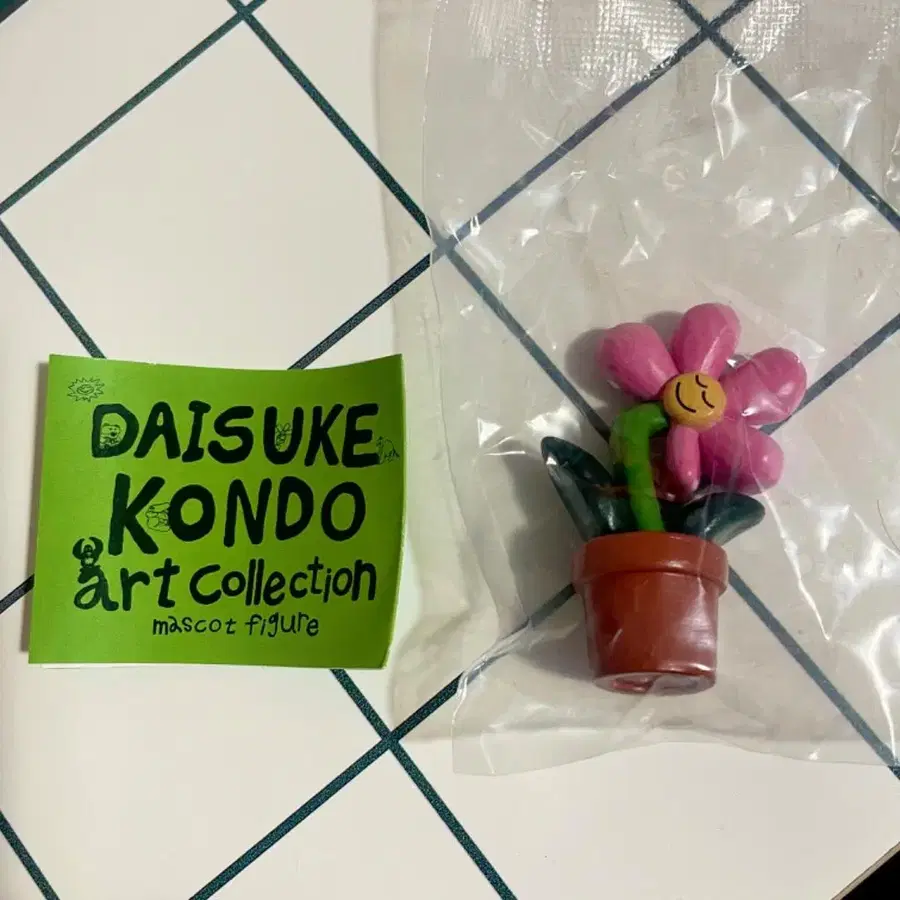 DAISUKE
KONDO
art collection
mascot figure